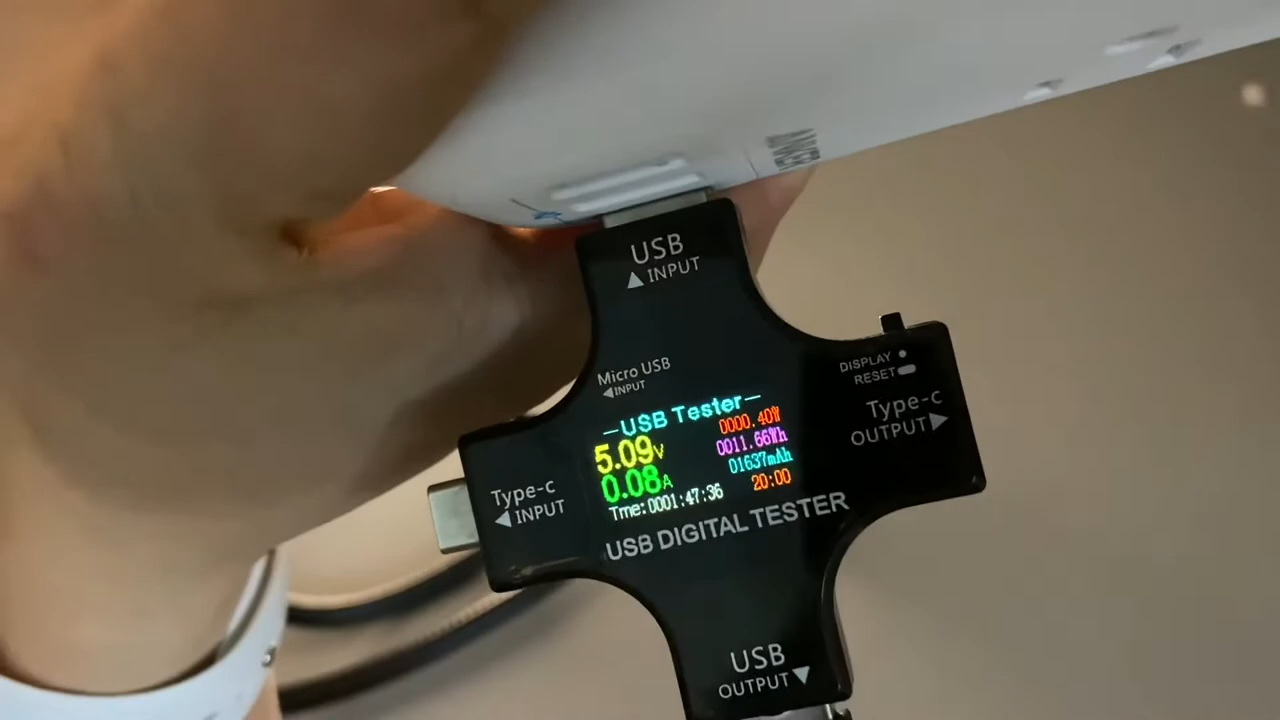 USB
▲INPUT
Micro USB
◀INPUT
DISPLAY
RESET
Type-c
OUTPUT▶
—USB Tester—
5.09V
0.08A
0000.40W
0011.66Wh
01637mAh
20:00
Tme:0001:47:36
Type-c
◀INPUT
USB DIGITAL TESTER
USB
OUTPUT▼